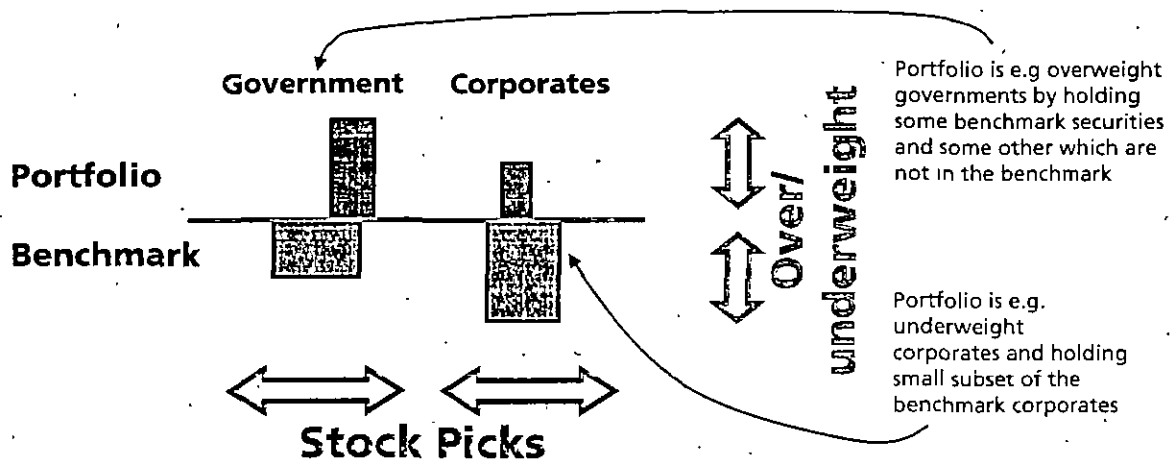 Government Corporates
Portfolio
Benchmark
Stock Picks
Over/
underweight
Portfolio is e.g overweight
governments by holding
some benchmark securities
and some other which are
not in the benchmark
Portfolio is e.g.
underweight
corporates and holding
small subset of the
benchmark corporates